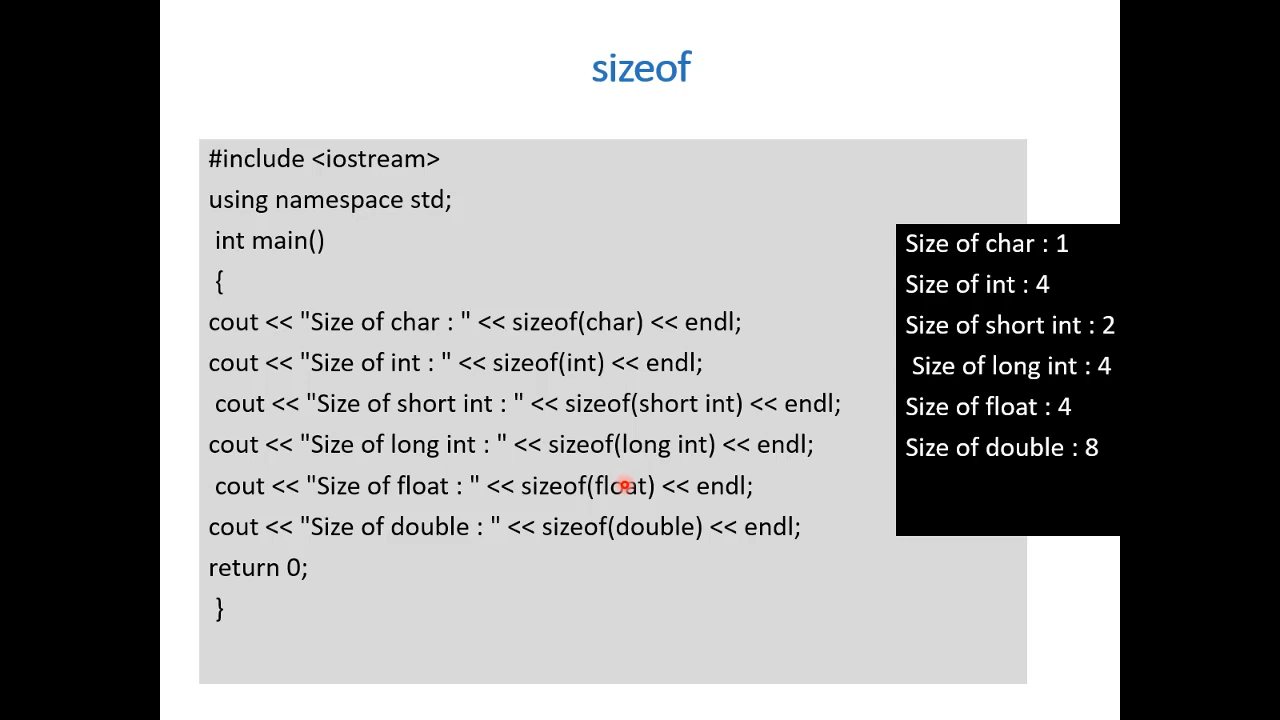 sizeof
#include <iostream>
using namespace std;
int main()
{
cout << "Size of char : " << sizeof(char) << endl;
cout << "Size of int : " << sizeof(int) << endl;
cout << "Size of short int : " << sizeof(short int) << endl;
cout << "Size of long int : " << sizeof(long int) << endl;
cout << "Size of float : " << sizeof(float) << endl;
cout << "Size of double : " << sizeof(double) << endl;
return 0;
}
Size of char : 1
Size of int : 4
Size of short int : 2
Size of long int : 4
Size of float : 4
Size of double : 8